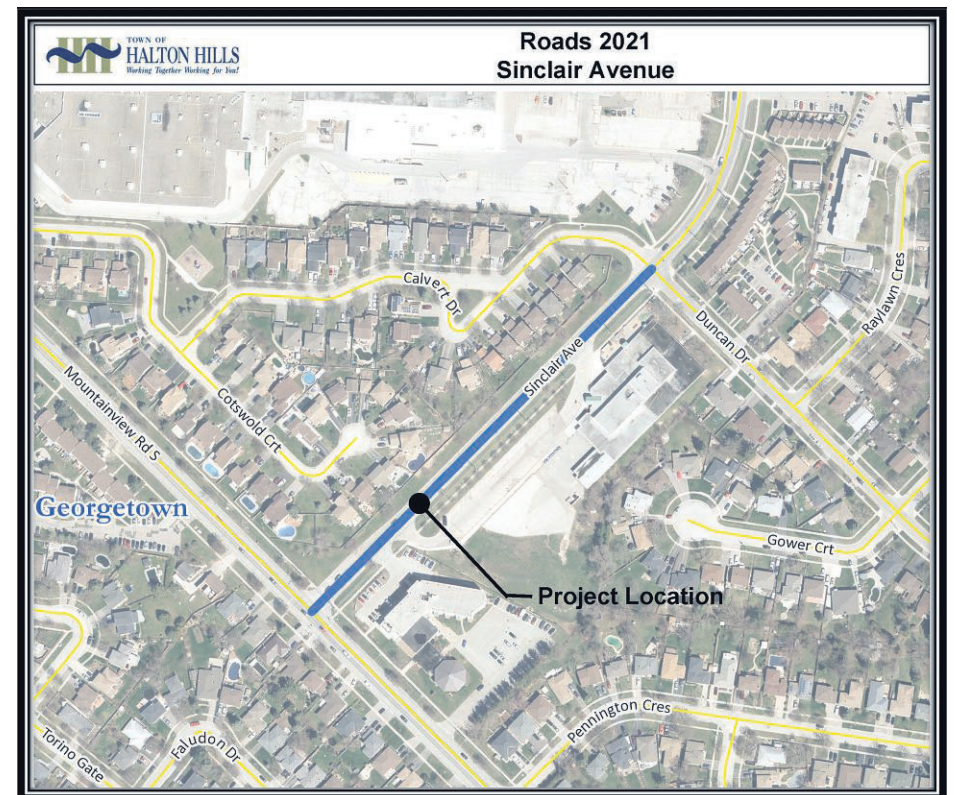 TOWN OF
HALTON HILLS
Working Together Working for You!
Roads 2021
Sinclair Avenue
Calvert Dr
Sinclair Ave
Duncan Dr
Raylawn Cres
Mountainview Rd S
Cotswold Crt
Georgetown
Gower Crt
Project Location
Pennington Cres
Faludon Dr
Torino Gate